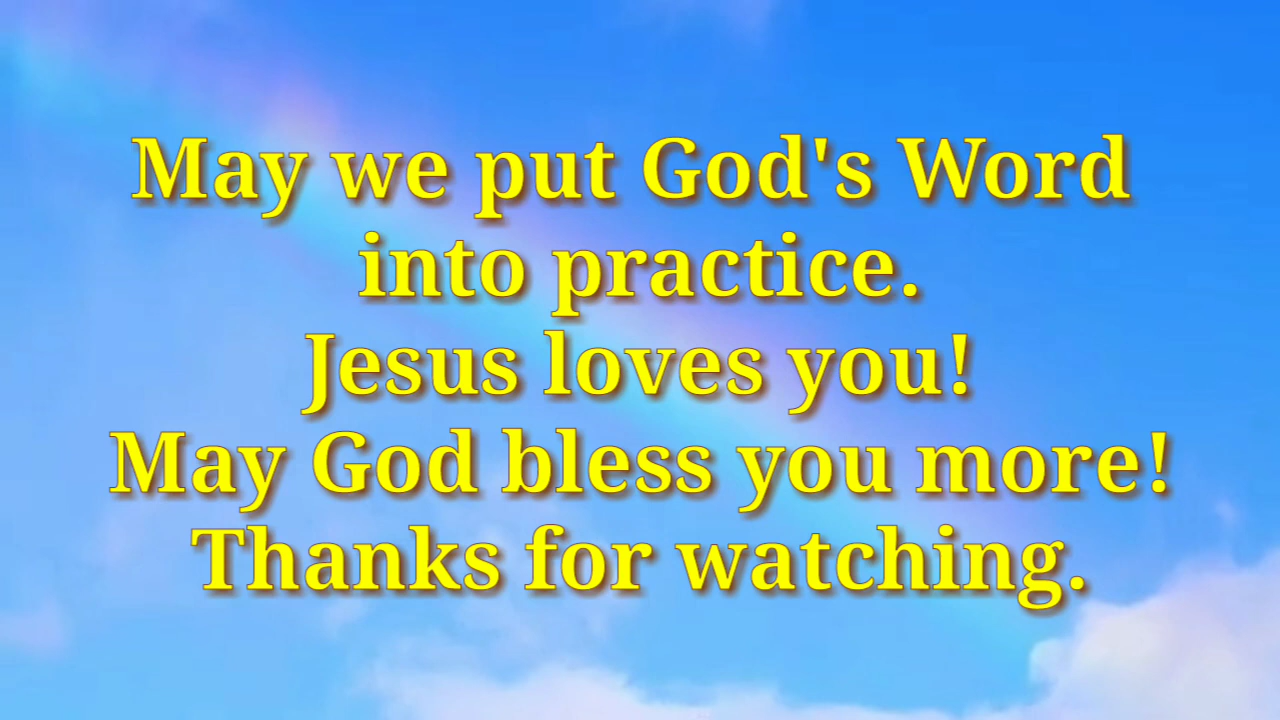 May we put God's Word
into practice.
Jesus loves you!
May God bless you more!
Thanks for watching.